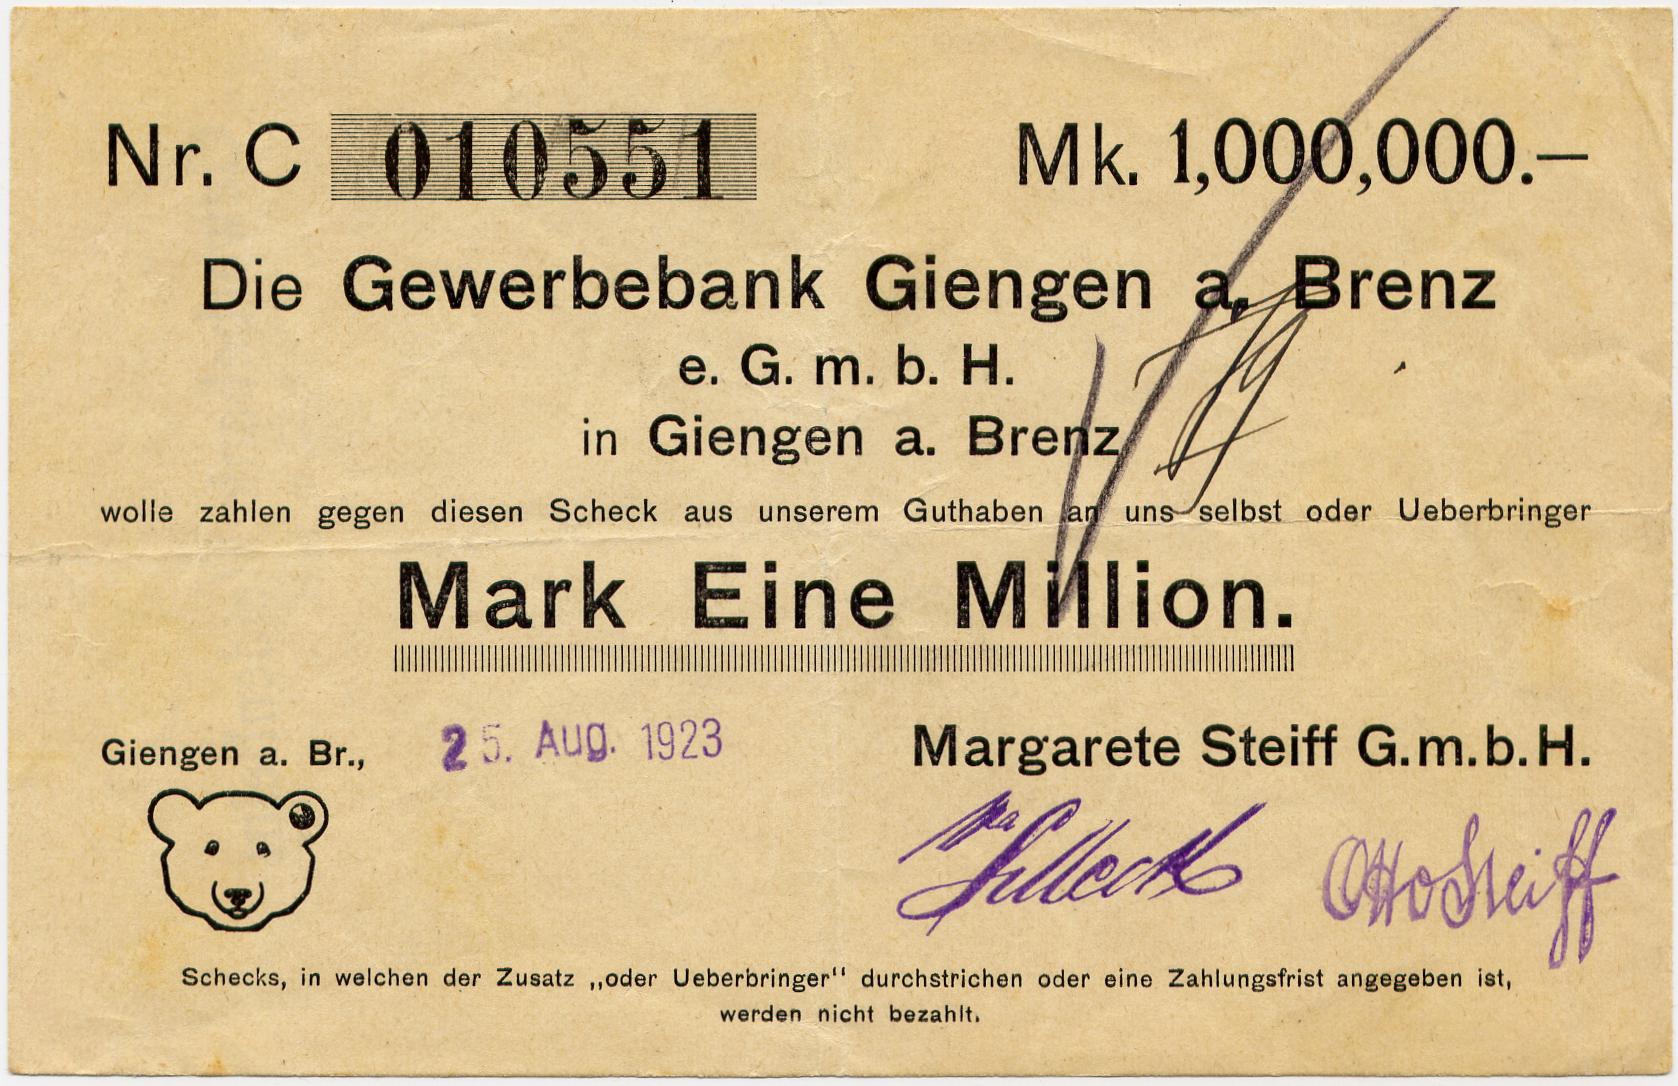 Nr. C 010551 Mk. 1,000,000.—
Die Gewerbebank Giengen a. Brenz
e. G. m. b. H.
in Giengen a. Brenz
wolle zahlen gegen diesen Scheck aus unserem Guthaben an uns selbst oder Ueberbringer
Mark Eine Million.
Giengen a. Br., 25. Aug. 1923 Margarete Steiff G.m.b.H.
Otto Steiff
Schecks, in welchen der Zusatz „oder Ueberbringer" durchstrichen oder eine Zahlungsfrist angegeben ist,
werden nicht bezahlt.